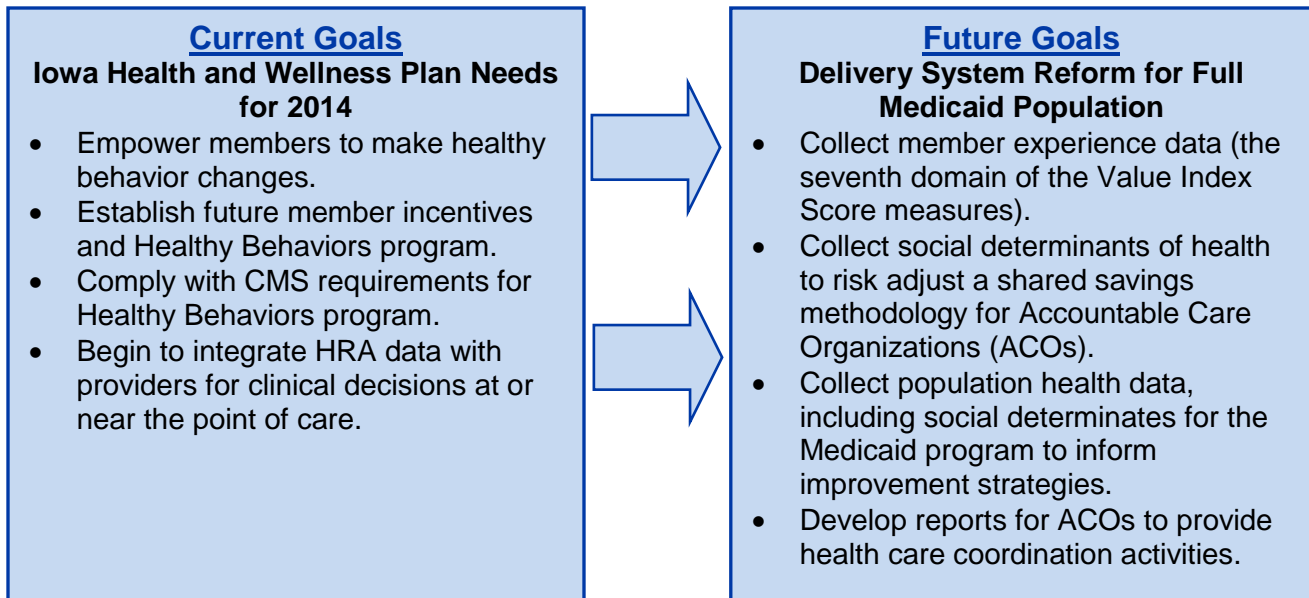 Current Goals
Iowa Health and Wellness Plan Needs
for 2014
• Empower members to make healthy
behavior changes.
• Establish future member incentives
and Healthy Behaviors program.
• Comply with CMS requirements for
Healthy Behaviors program.
• Begin to integrate HRA data with
providers for clinical decisions at or
near the point of care.
Future Goals
Delivery System Reform for Full
Medicaid Population
• Collect member experience data (the
seventh domain of the Value Index
Score measures).
• Collect social determinants of health
to risk adjust a shared savings
methodology for Accountable Care
Organizations (ACOs).
• Collect population health data,
including social determinates for the
Medicaid program to inform
improvement strategies.
• Develop reports for ACOs to provide
health care coordination activities.